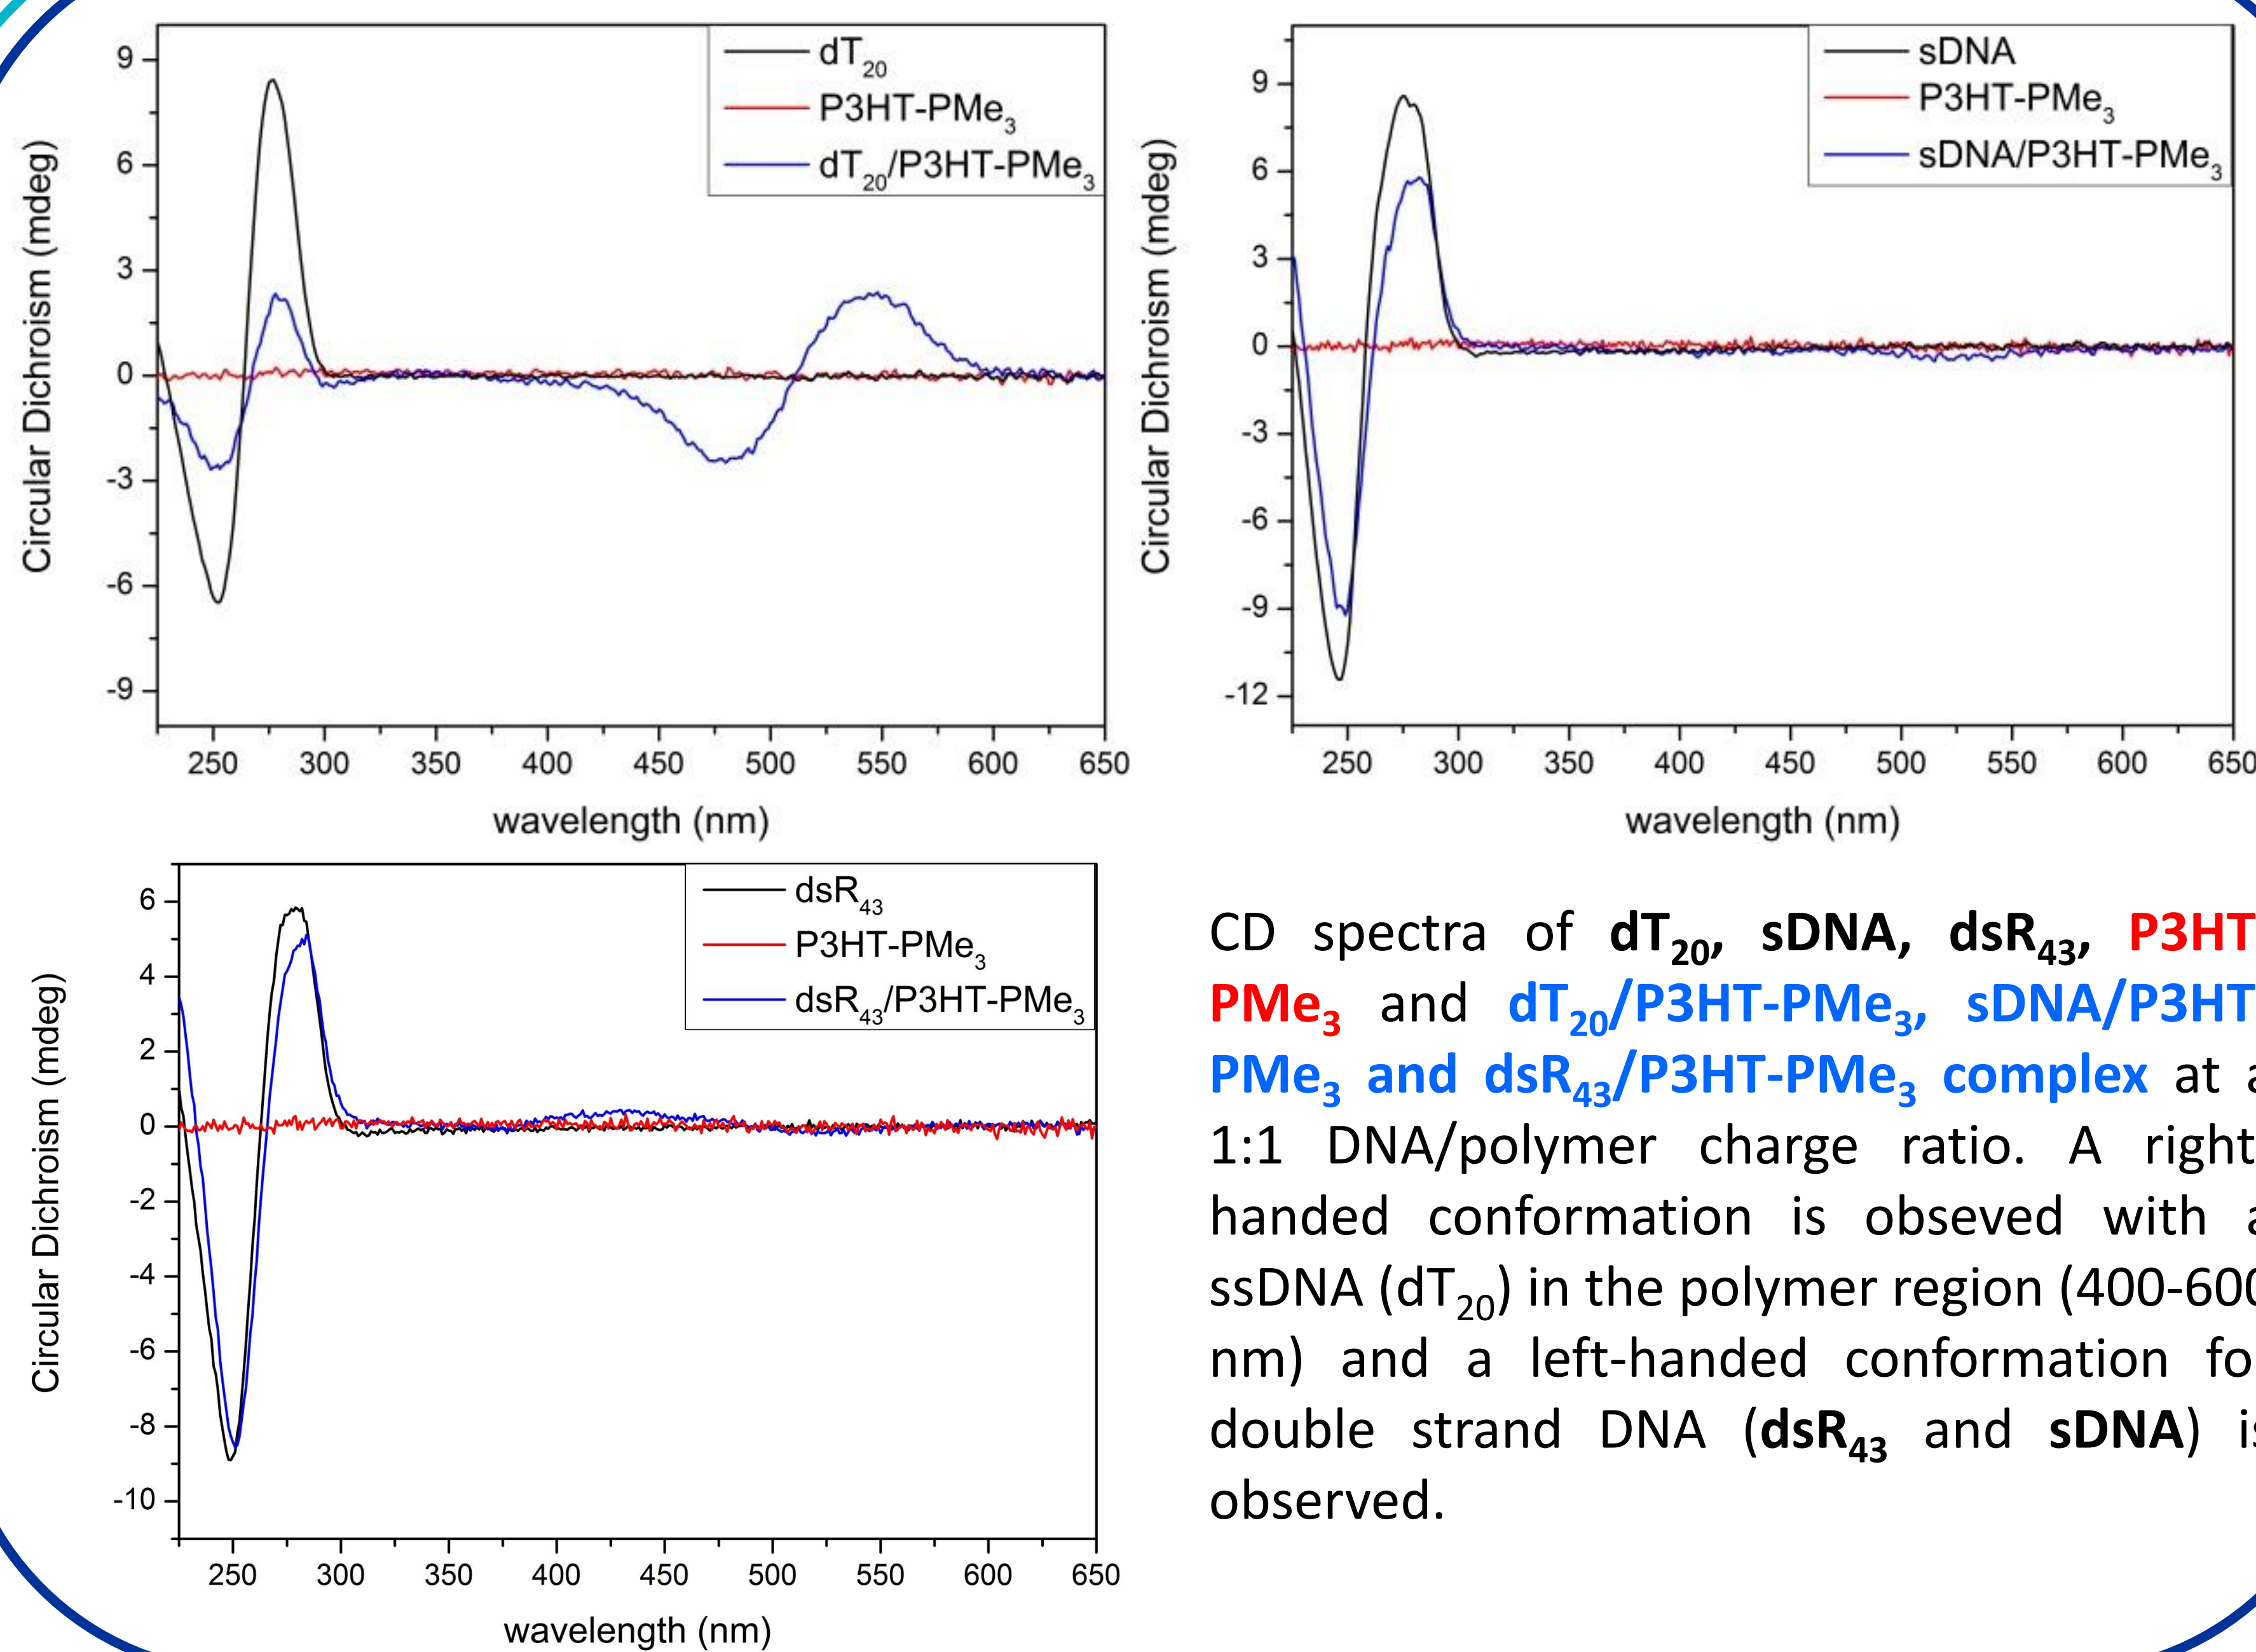 9
6
3
0
-3
-6
-9
250 300 350 400 450 500 550 600 650
wavelength (nm)
Circular Dichroism (mdeg)
dT₂₀
P3HT-PMe₃
dT₂₀/P3HT-PMe₃
9
6
3
0
-3
-6
-9
-12
250 300 350 400 450 500 550 600 650
wavelength (nm)
Circular Dichroism (mdeg)
sDNA
P3HT-PMe₃
sDNA/P3HT-PMe₃
6
4
2
0
-2
-4
-6
-8
-10
250 300 350 400 450 500 550 600 650
wavelength (nm)
Circular Dichroism (mdeg)
dsR₄₃
P3HT-PMe₃
dsR₄₃/P3HT-PMe₃
CD spectra of dT₂₀, sDNA, dsR₄₃, P3HT
PMe₃ and dT₂₀/P3HT-PMe₃, sDNA/P3HT
PMe₃ and dsR₄₃/P3HT-PMe₃ complex at a
1:1 DNA/polymer charge ratio. A right
handed conformation is obseved with a
ssDNA (dT₂₀) in the polymer region (400-600
nm) and a left-handed conformation fo
double strand DNA (dsR₄₃ and sDNA) is
observed.